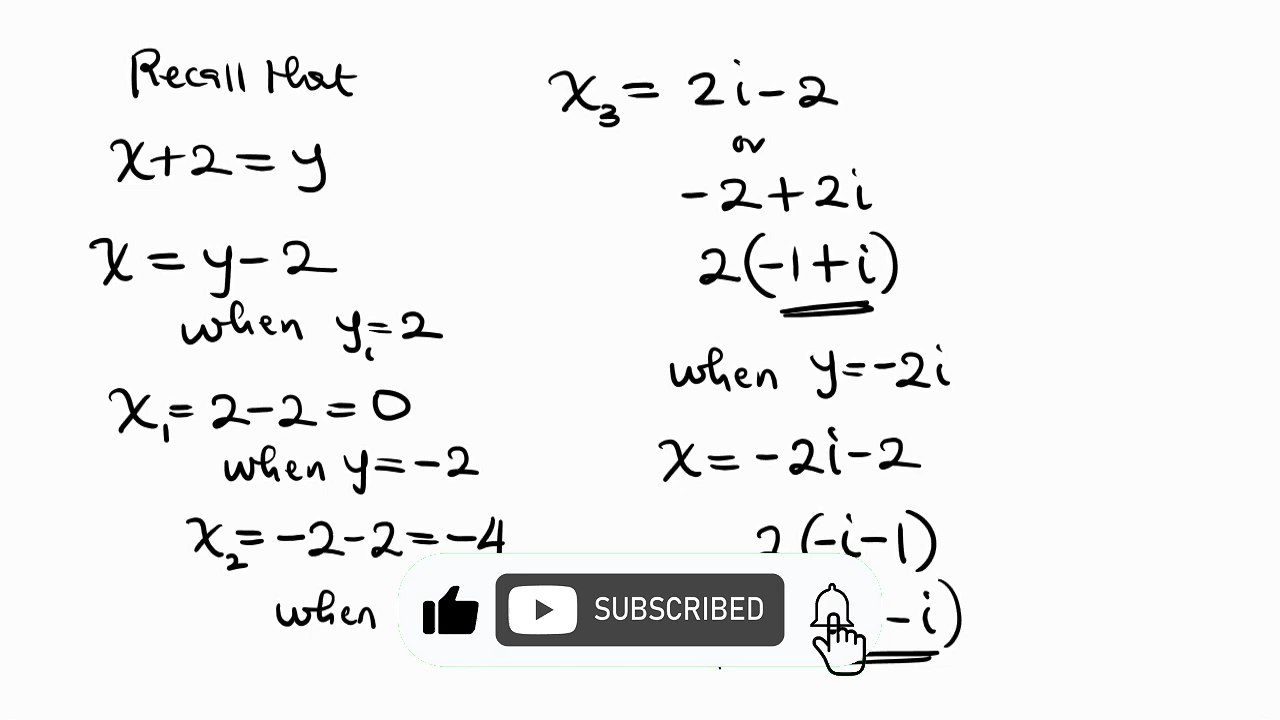 Recall that
x+2=y
x=y-2
when y₁=2
x₁=2-2=0
when y=-2
x₂=-2-2=-4
when
x₃=2i-2
or
-2+2i
2(-1+i)
when y=-2i
x=-2i-2
2(-i-1)
-i)
SUBSCRIBED